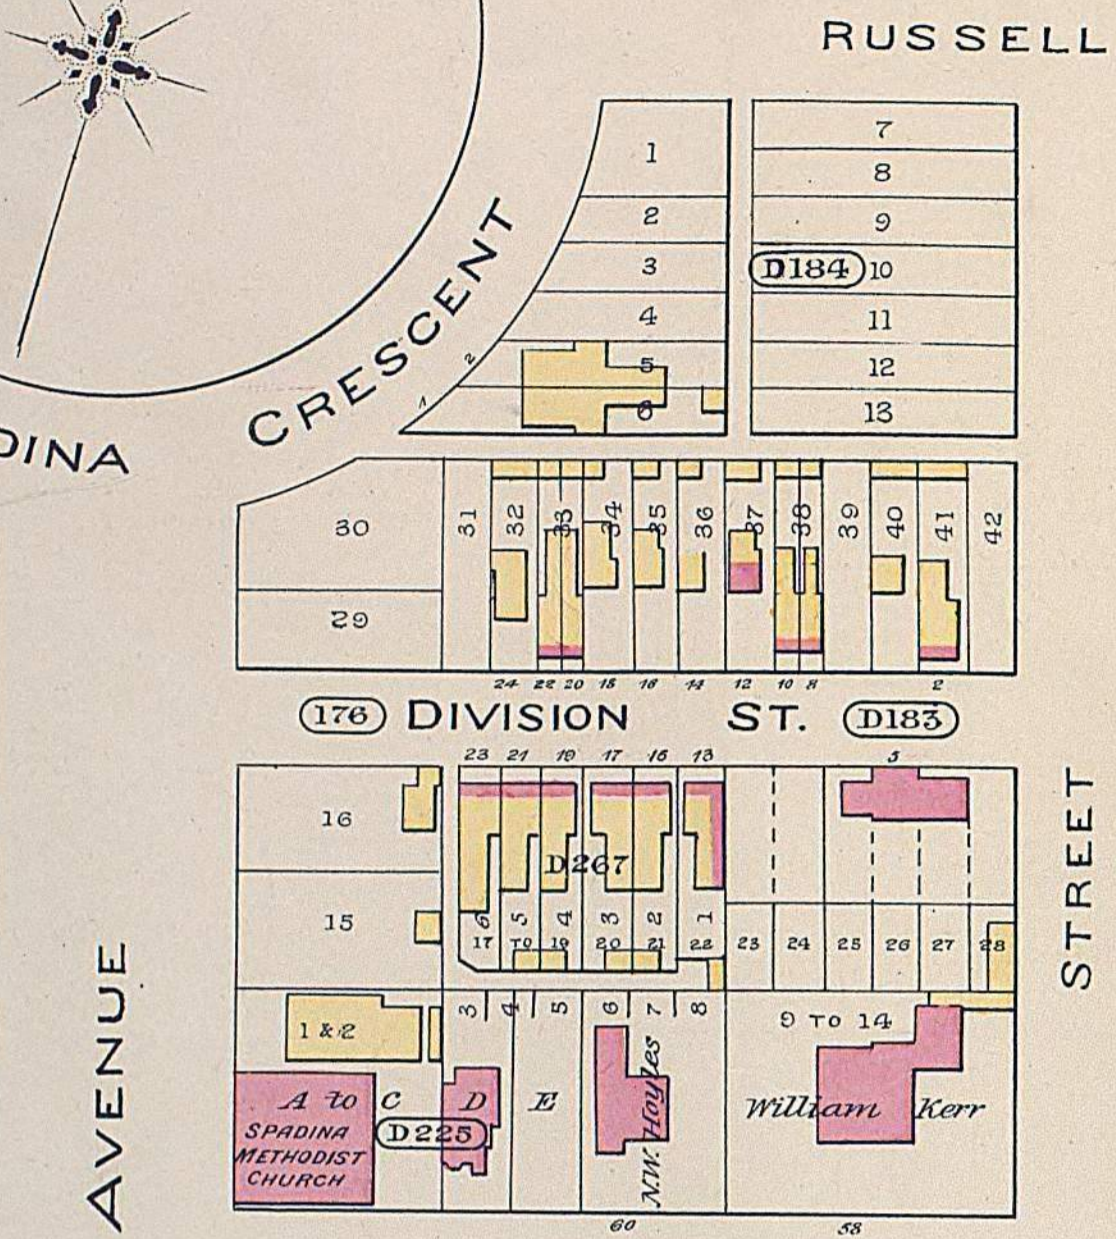 RUSSELL
7
1
8
2
9
3
D184 10
4
11
CRESCENT
2
5
12
1
6
13
DINA
30
31 32 33 34 35 36 37 38 39 40 41 42
29
24 22 20 18 16 14 12 10 8 2
176 DIVISION ST. D183
23 21 19 17 15 13 5
16
D267
STREET
15
6 5 4 3 2 1
17 TO 19 20 21 22 23 24 25 26 27 28
AVENUE
1 & 2
3 4 5 6 7 8
9 TO 14
A to C D E
N.W. Hoyles
William Kerr
D225
SPADINA
METHODIST
CHURCH
60 58